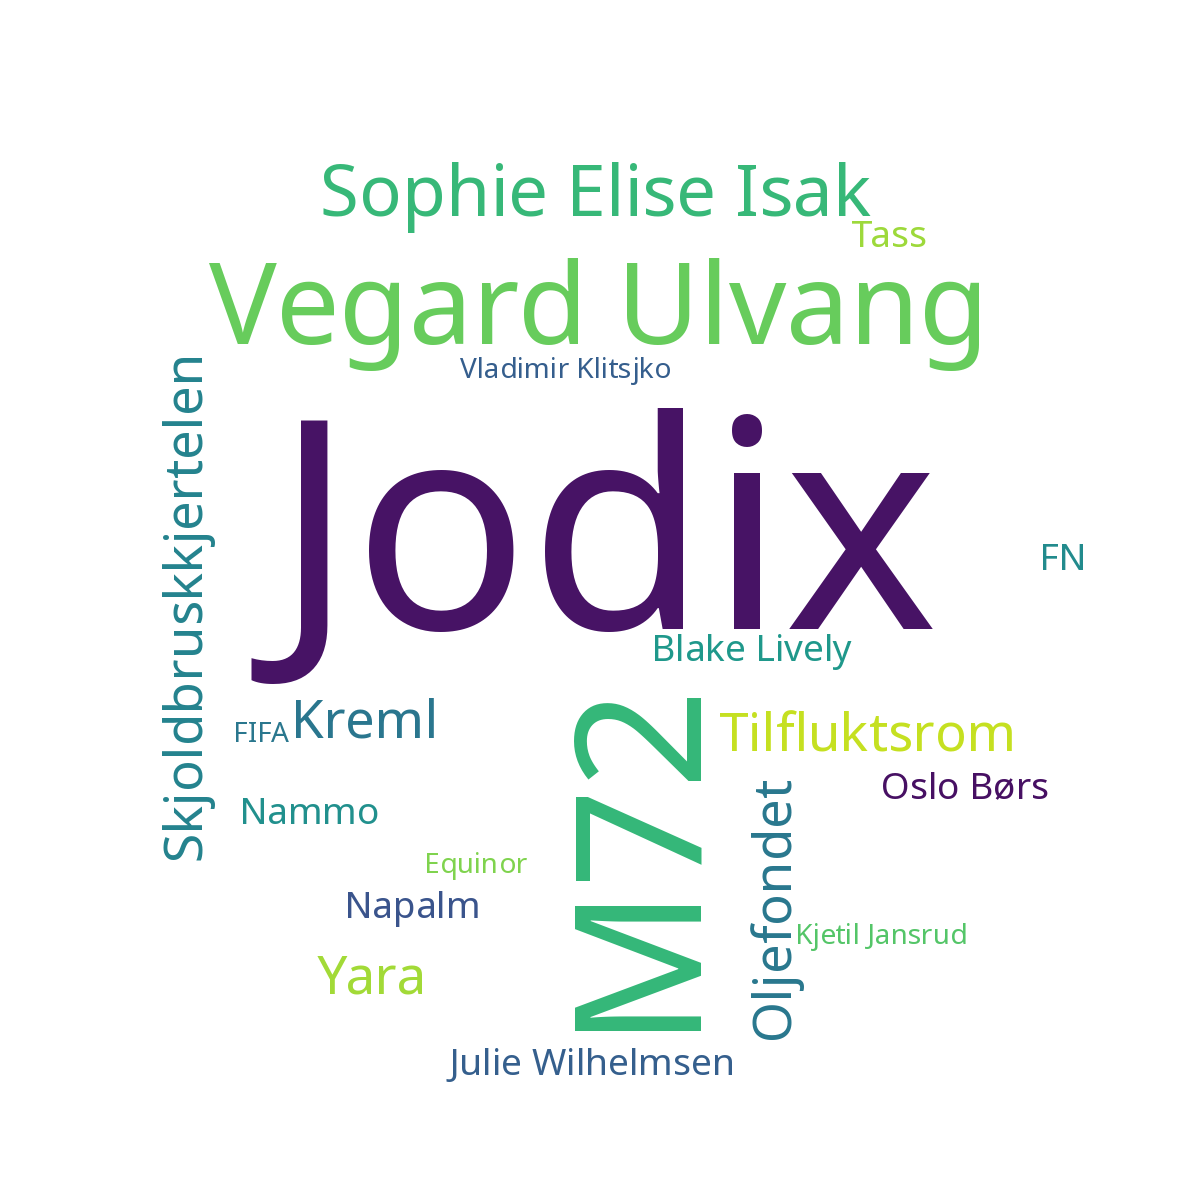 Sophie Elise Isak
Tass
Vegard Ulvang
Vladimir Klitsjko
Skjoldbruskkjertelen
Jodix
FN
Blake Lively
Kreml
FIFA
M72
Tilfluktsrom
Oslo Børs
Nammo
Oljefondet
Equinor
Napalm
Kjetil Jansrud
Yara
Julie Wilhelmsen